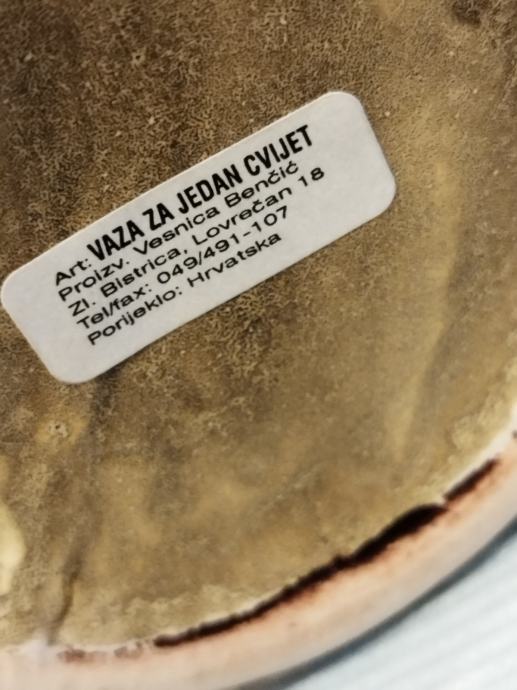 Art: VAZA ZA JEDAN CVIJET
Proizv. Vesnica Benčić
Zl. Bistrica, Lovrečan 18
Tel/fax: 049/491-107
Porijeklo: Hrvatska